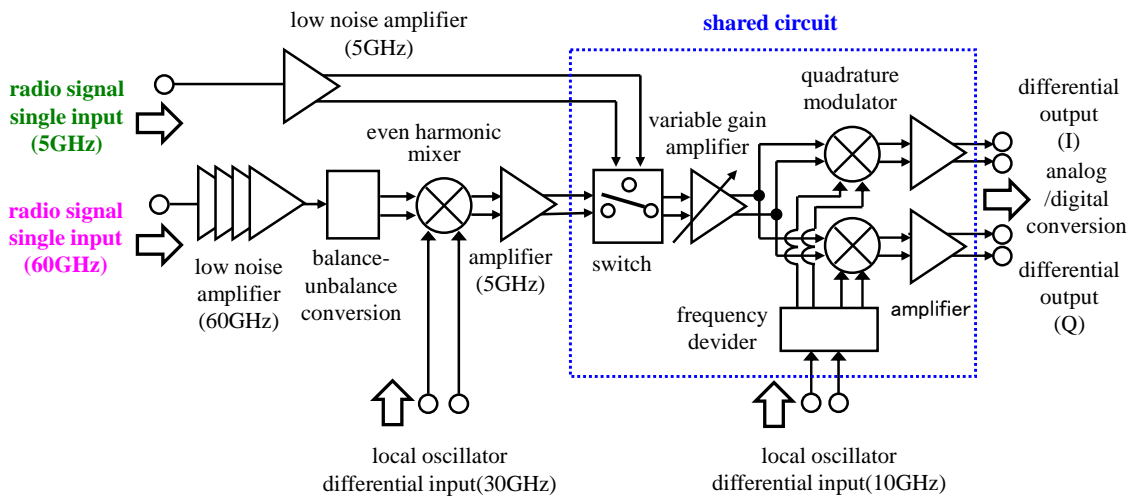 low noise amplifier
(5GHz)
shared circuit
radio signal
single input
(5GHz)
even harmonic
mixer
variable gain
amplifier
quadrature
modulator
differential
output
(I)
analog
/digital
conversion
differential
output
(Q)
radio signal
single input
(60GHz)
low noise
amplifier
(60GHz)
balance-
unbalance
conversion
amplifier
(5GHz)
switch
frequency
devider
amplifier
local oscillator
differential input(30GHz)
local oscillator
differential input(10GHz)